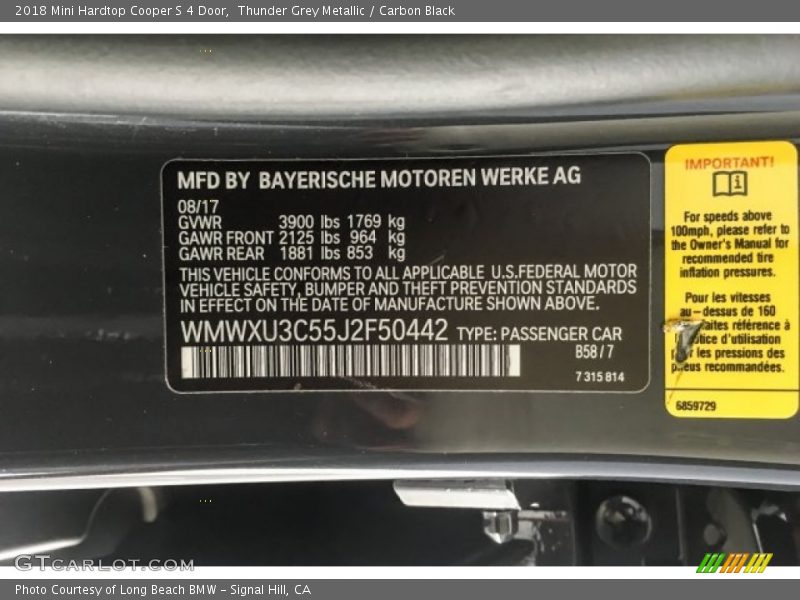 2018 Mini Hardtop Cooper S 4 Door,  Thunder Grey Metallic / Carbon Black
MFD BY BAYERISCHE MOTOREN WERKE AG
08/17
GVWR 3900 lbs 1769 kg
GAWR FRONT 2125 lbs 964 kg
GAWR REAR 1881 lbs 853 kg
THIS VEHICLE CONFORMS TO ALL APPLICABLE U.S.FEDERAL MOTOR
VEHICLE SAFETY, BUMPER AND THEFT PREVENTION STANDARDS
IN EFFECT ON THE DATE OF MANUFACTURE SHOWN ABOVE.
WMWXU3C55J2F50442 TYPE: PASSENGER CAR
B58 / 7
7 315 814
IMPORTANT!
For speeds above
100mph, please refer to
the Owner's Manual for
recommended tire
inflation pressures.
Pour les vitesses
au-dessus de 160
référence à
d'utilisation
les pressions des
recommandées.
6859729
GTCARLOT.COM
Photo Courtesy of Long Beach BMW - Signal Hill, CA